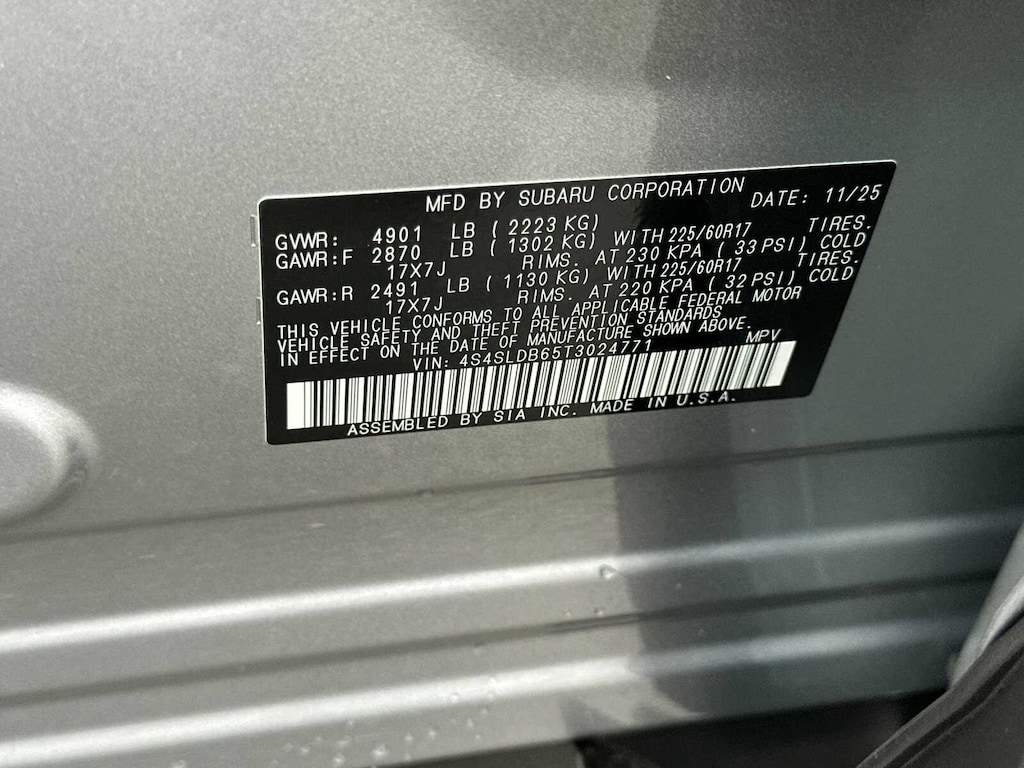 MFD BY SUBARU CORPORATION DATE: 11/25
GVWR: 4901 LB ( 2223 KG)
GAWR:F 2870 LB ( 1302 KG) WITH 225/60R17 TIRES.
17X7J RIMS. AT 230 KPA ( 33 PSI) COLD
GAWR:R 2491 LB ( 1130 KG) WITH 225/60R17 TIRES.
17X7J RIMS. AT 220 KPA ( 32 PSI) COLD
THIS VEHICLE CONFORMS TO ALL APPLICABLE FEDERAL MOTOR
VEHICLE SAFETY AND THEFT PREVENTION STANDARDS
IN EFFECT ON THE DATE OF MANUFACTURE SHOWN ABOVE.
VIN: 4S4SLDB65T3024771 MPV
ASSEMBLED BY SIA INC. MADE IN U.S.A.